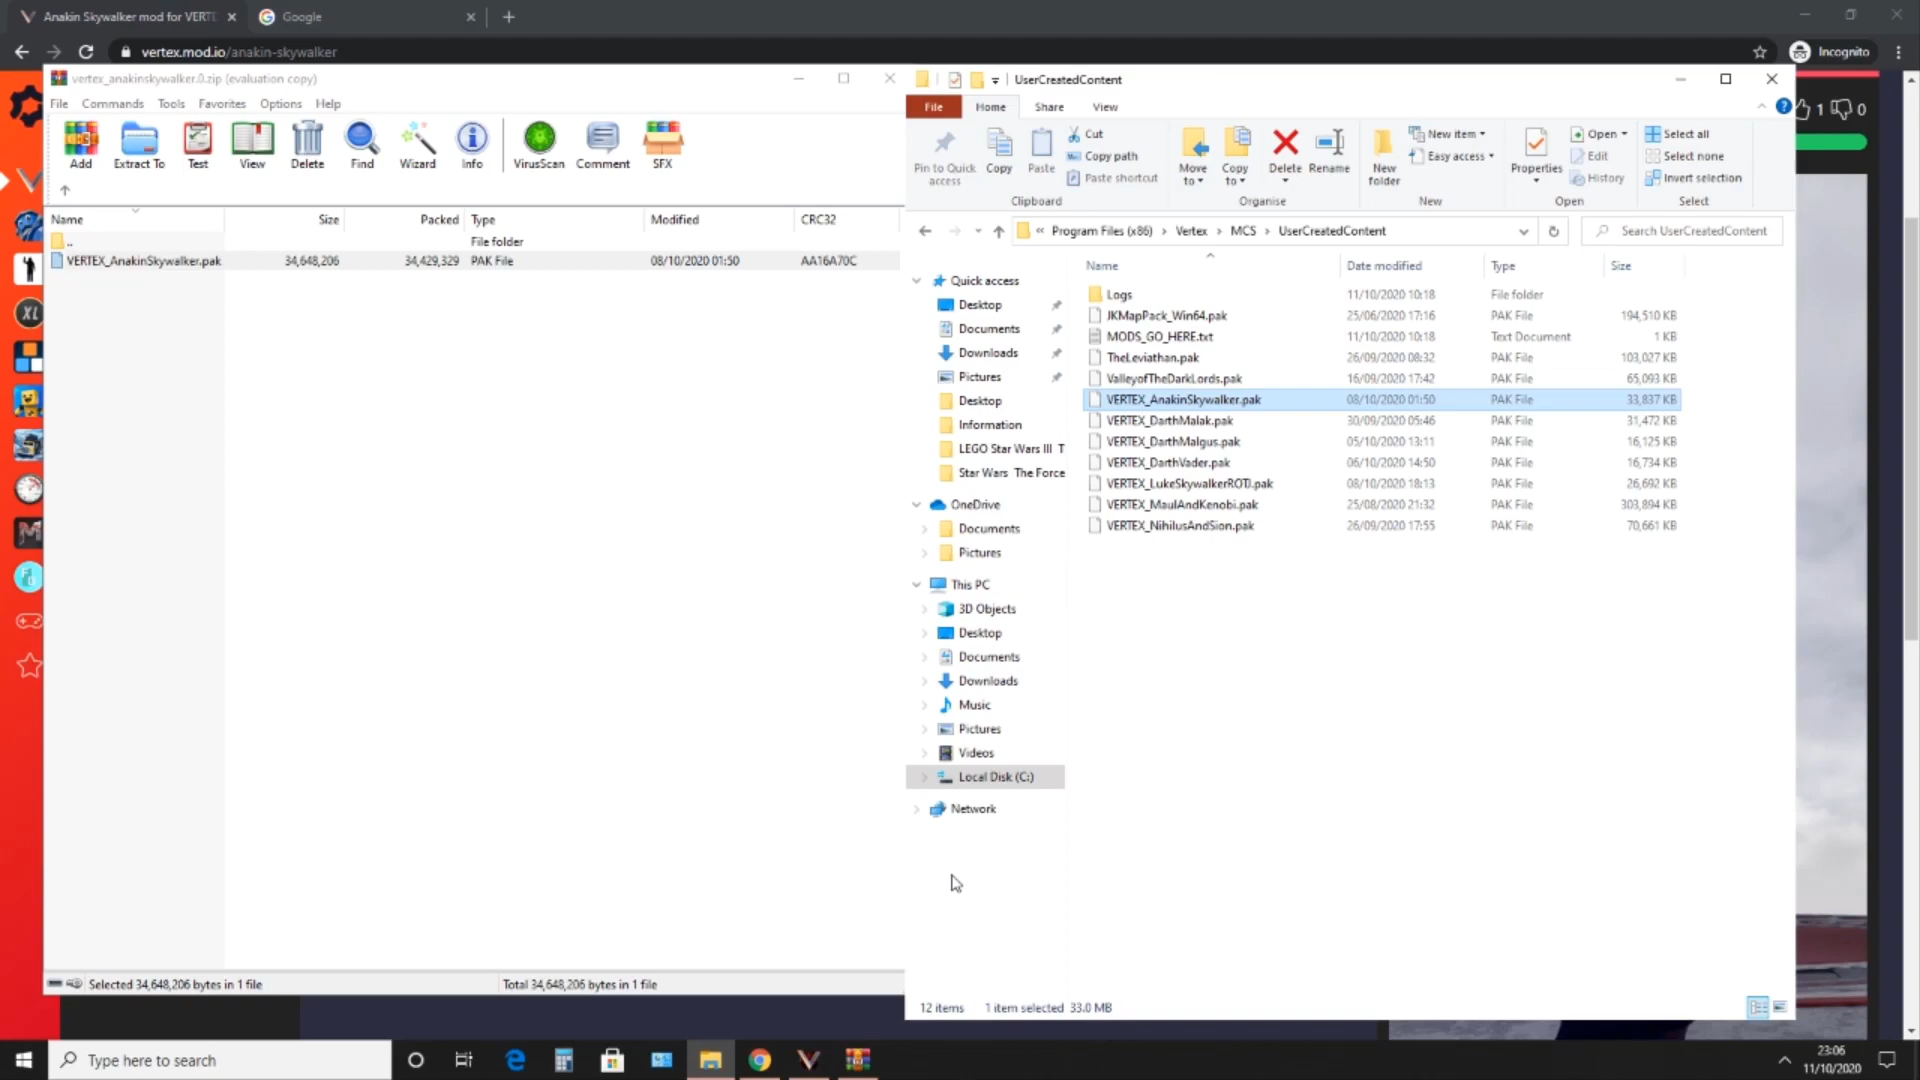 Anakin Skywalker mod for VERTE
Google
vertex.mod.io/anakin-skywalker
Incognito
vertex_anakinskywalker.0.zip (evaluation copy)
File Commands Tools Favorites Options Help
Add Extract To Test View Delete Find Wizard Info VirusScan Comment SFX
Name Size Packed Type Modified CRC32
.. File folder
VERTEX_AnakinSkywalker.pak 34,648,206 34,429,329 PAK File 08/10/2020 01:50 AA16A70C
Selected 34,648,206 bytes in 1 file Total 34,648,206 bytes in 1 file
XL
UserCreatedContent
File Home Share View
1 0
Pin to Quick access
Copy
Paste
Cut
Copy path
Paste shortcut
Clipboard
Move to
Copy to
Delete
Rename
Organise
New folder
New item
Easy access
New
Properties
Open
Edit
History
Open
Select all
Select none
Invert selection
Select
« Program Files (x86) > Vertex > MCS > UserCreatedContent
Search UserCreatedContent
Quick access
Desktop
Documents
Downloads
Pictures
Desktop
Information
LEGO Star Wars III T
Star Wars The Force
OneDrive
Documents
Pictures
This PC
3D Objects
Desktop
Documents
Downloads
Music
Pictures
Videos
Local Disk (C:)
Network
Name Date modified Type Size
Logs 11/10/2020 10:18 File folder
JKMapPack_Win64.pak 25/06/2020 17:16 PAK File 194,510 KB
MODS_GO_HERE.txt 11/10/2020 10:18 Text Document 1 KB
TheLeviathan.pak 26/09/2020 08:32 PAK File 103,027 KB
ValleyofTheDarkLords.pak 16/09/2020 17:42 PAK File 65,093 KB
VERTEX_AnakinSkywalker.pak 08/10/2020 01:50 PAK File 33,837 KB
VERTEX_DarthMalak.pak 30/09/2020 05:46 PAK File 31,472 KB
VERTEX_DarthMalgus.pak 05/10/2020 13:11 PAK File 16,125 KB
VERTEX_DarthVader.pak 06/10/2020 14:50 PAK File 16,734 KB
VERTEX_LukeSkywalkerROTJ.pak 08/10/2020 18:13 PAK File 26,692 KB
VERTEX_MaulAndKenobi.pak 25/08/2020 21:32 PAK File 303,894 KB
VERTEX_NihilusAndSion.pak 26/09/2020 17:55 PAK File 70,661 KB
12 items 1 item selected 33.0 MB
Type here to search
23:06
11/10/2020